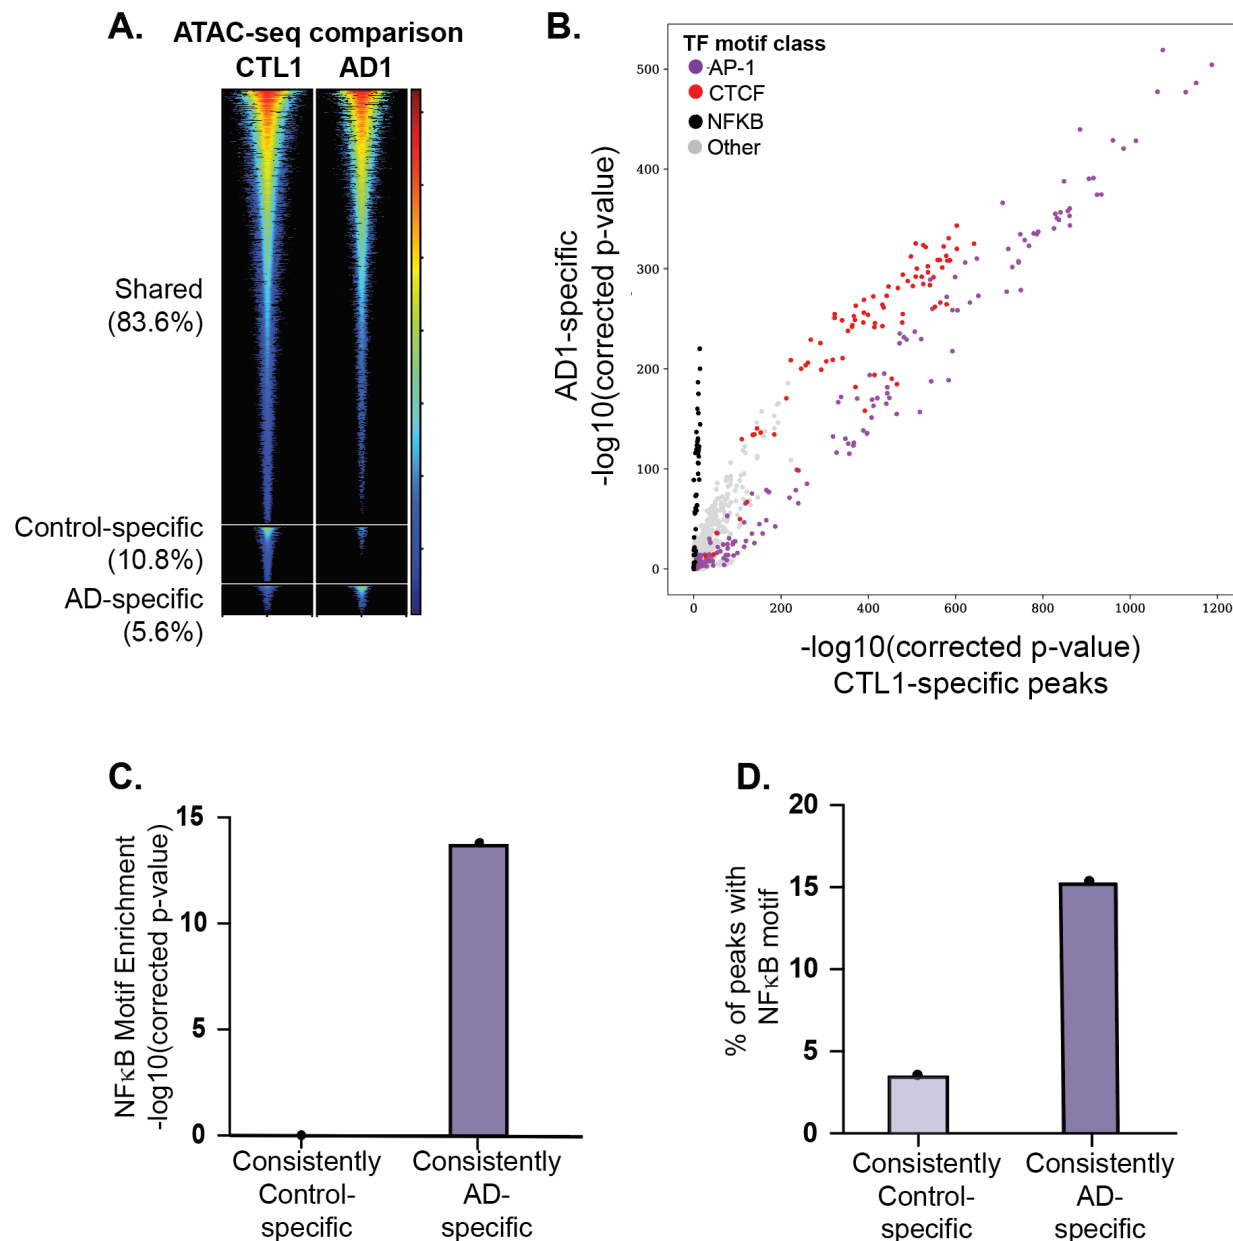 A.
ATAC-seq comparison
CTL1
AD1
Shared
(83.6%)
Control-specific
(10.8%)
AD-specific
(5.6%)
B.
TF motif class
AP-1
CTCF
NFKB
Other
AD1-specific
-log10(corrected p-value)
500
400
300
200
100
0
0
200
400
600
800
1000
1200
-log10(corrected p-value)
CTL1-specific peaks
C.
NFκB Motif Enrichment
-log10(corrected p-value)
15
10
5
0
Consistently
Control-
specific
Consistently
AD-
specific
D.
% of peaks with
NFκB motif
20
15
10
5
0
Consistently
Control-
specific
Consistently
AD-
specific